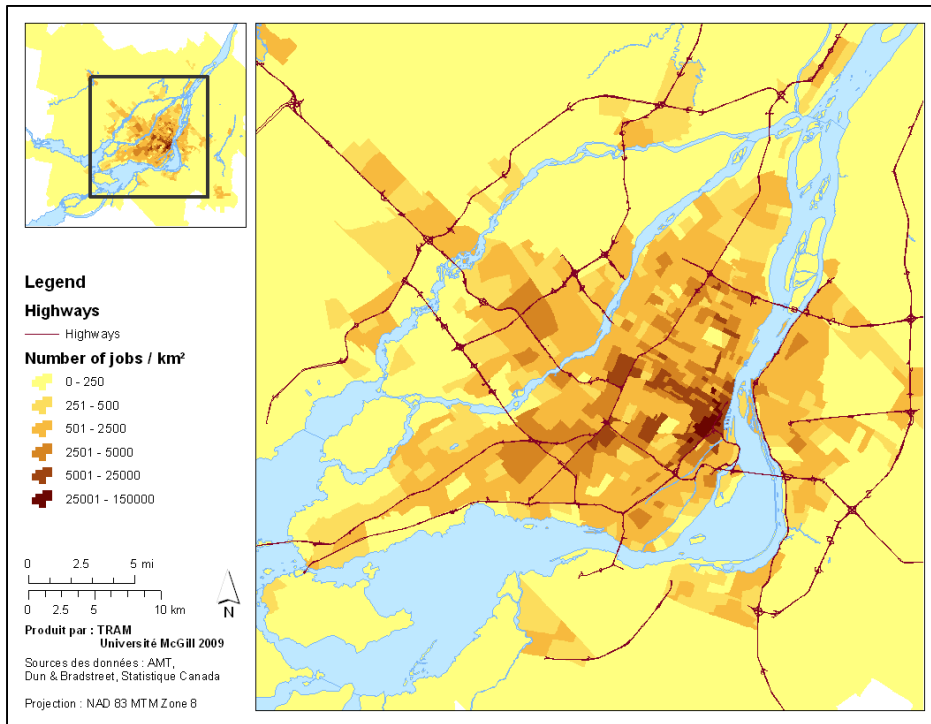 Legend
Highways
Highways
Number of jobs / km²
0 - 250
251 - 500
501 - 2500
2501 - 5000
5001 - 25000
25001 - 150000
0 5 mi
0 2.5 5 10 km
N
Produit par : TRAM
Université McGill 2009
Sources des données : AMT,
Dun & Bradstreet, Statistique Canada
Projection : NAD 83 MTM Zone 8